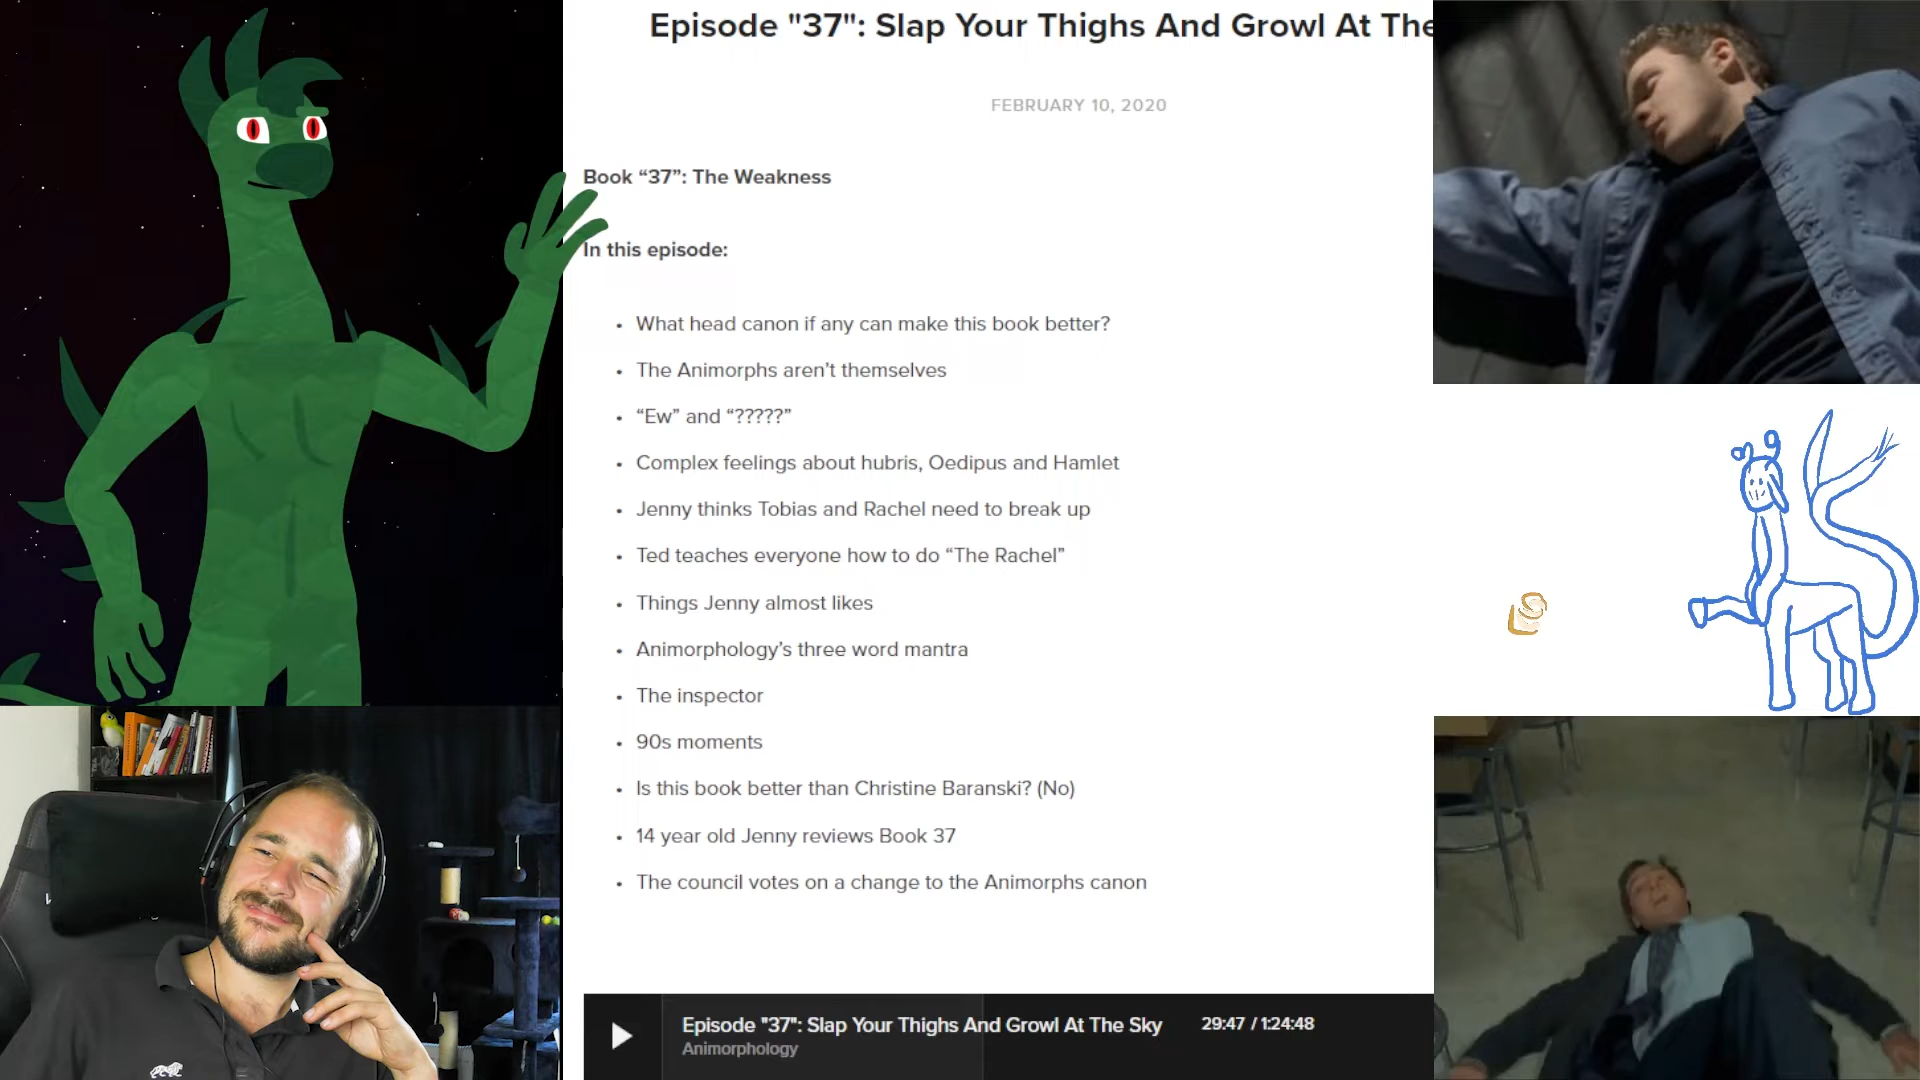 Episode "37": Slap Your Thighs And Growl At The
FEBRUARY 10, 2020
Book “37”: The Weakness
In this episode:
• What head canon if any can make this book better?
• The Animorphs aren’t themselves
• “Ew” and “?????”
• Complex feelings about hubris, Oedipus and Hamlet
• Jenny thinks Tobias and Rachel need to break up
• Ted teaches everyone how to do “The Rachel”
• Things Jenny almost likes
• Animorphology’s three word mantra
• The inspector
• 90s moments
• Is this book better than Christine Baranski? (No)
• 14 year old Jenny reviews Book 37
• The council votes on a change to the Animorphs canon
Episode "37": Slap Your Thighs And Growl At The Sky
29:47 / 1:24:48
Animorphology